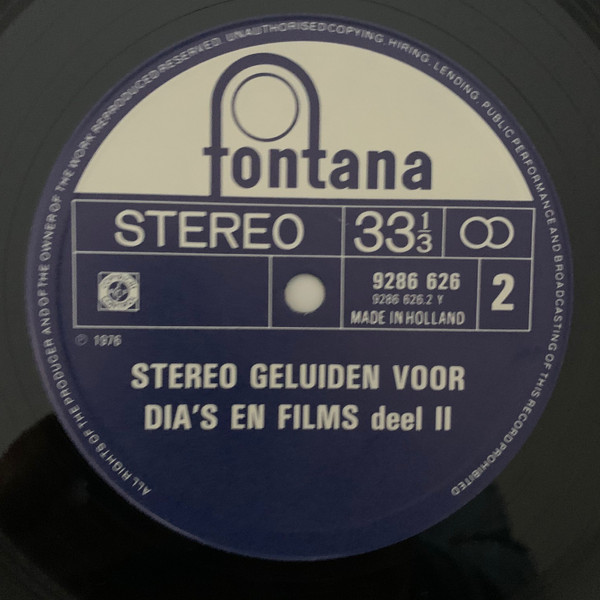 ALL RIGHTS OF THE PRODUCER AND OF THE OWNER OF THE WORK REPRODUCED RESERVED. UNAUTHORISED COPYING, HIRING, LENDING, PUBLIC PERFORMANCE AND BROADCASTING OF THIS RECORD PROHIBITED
fontana
STEREO 33⅓
9286 626
9286 626.2 Y
MADE IN HOLLAND
2
℗ 1976
STEREO GELUIDEN VOOR
DIA'S EN FILMS deel II